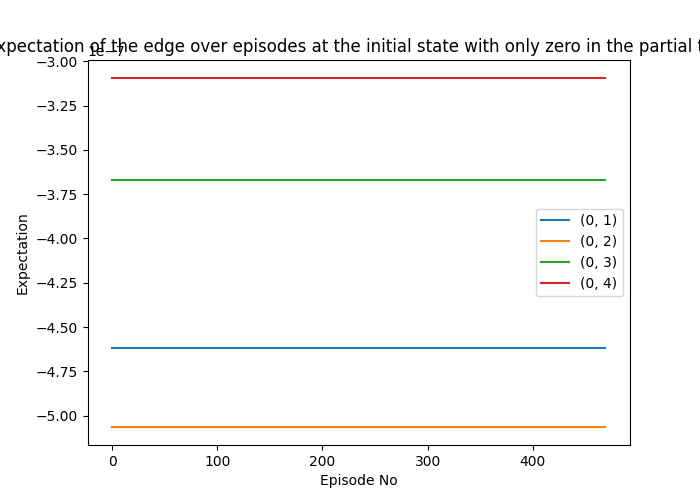 xpectation of the edge over episodes at the initial state with only zero in the partial t
1e−7
−3.00
−3.25
−3.50
−3.75
−4.00
−4.25
−4.50
−4.75
−5.00
Expectation
(0, 1)
(0, 2)
(0, 3)
(0, 4)
0 100 200 300 400
Episode No